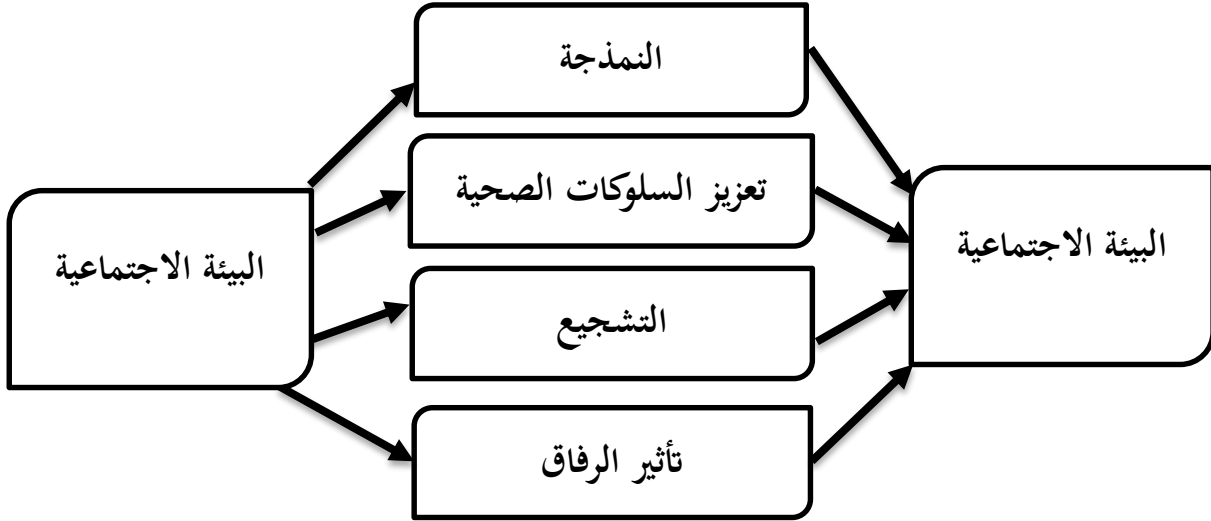 النمذجة
تعزيز السلوكات الصحية
البيئة الاجتماعية
البيئة الاجتماعية
التشجيع
تأثير الرفاق